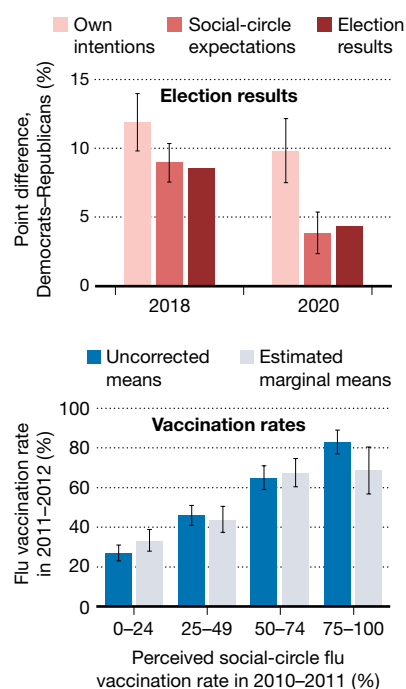 Own intentions
Social-circle expectations
Election results
Point difference,
Democrats–Republicans (%)
15
10
5
0
Election results
2018
2020
Uncorrected means
Estimated marginal means
Flu vaccination rate
in 2011–2012 (%)
100
80
60
40
20
0
Vaccination rates
0–24
25–49
50–74
75–100
Perceived social-circle flu
vaccination rate in 2010–2011 (%)